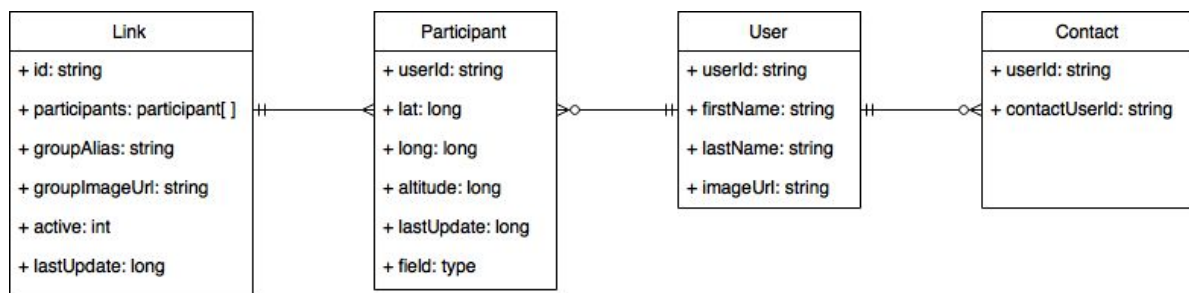 Link
+ id: string
+ participants: participant[ ]
+ groupAlias: string
+ groupImageUrl: string
+ active: int
+ lastUpdate: long
Participant
+ userId: string
+ lat: long
+ long: long
+ altitude: long
+ lastUpdate: long
+ field: type
User
+ userId: string
+ firstName: string
+ lastName: string
+ imageUrl: string
Contact
+ userId: string
+ contactUserId: string